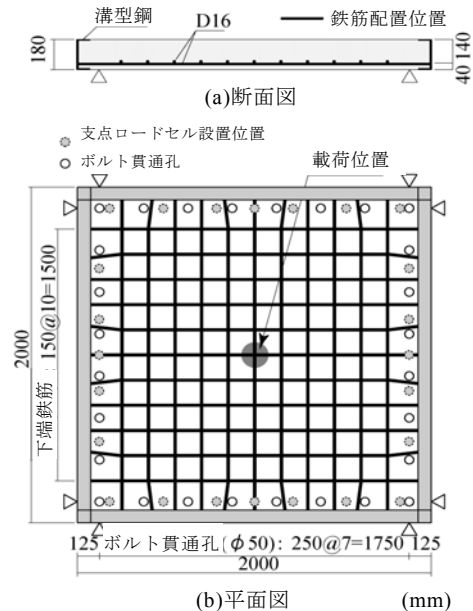 溝型鋼
D16
鉄筋配置位置
180
140
40
(a)断面図
支点ロードセル設置位置
ボルト貫通孔
載荷位置
2000
下端鉄筋:150@10=1500
125 ボルト貫通孔(φ50): 250@7=1750 125
2000
(b)平面図 (mm)